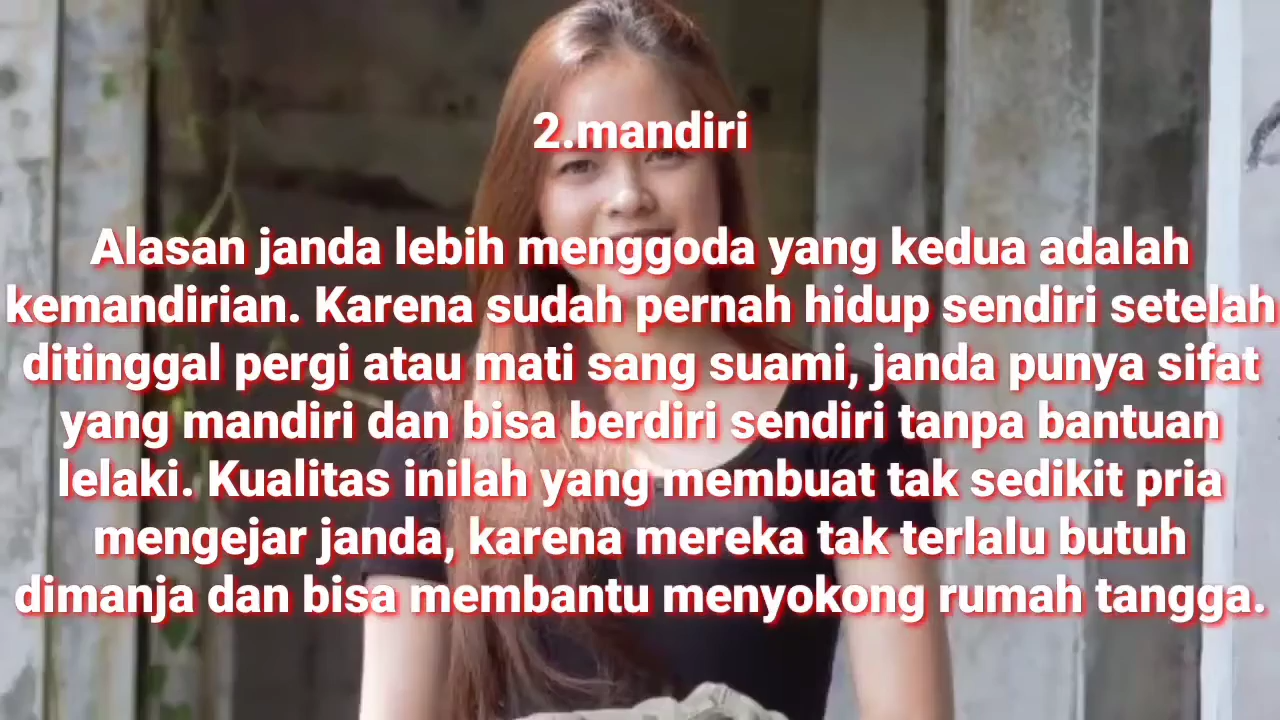 2.mandiri
Alasan janda lebih menggoda yang kedua adalah
kemandirian. Karena sudah pernah hidup sendiri setelah
ditinggal pergi atau mati sang suami, janda punya sifat
yang mandiri dan bisa berdiri sendiri tanpa bantuan
lelaki. Kualitas inilah yang membuat tak sedikit pria
mengejar janda, karena mereka tak terlalu butuh
dimanja dan bisa membantu menyokong rumah tangga.